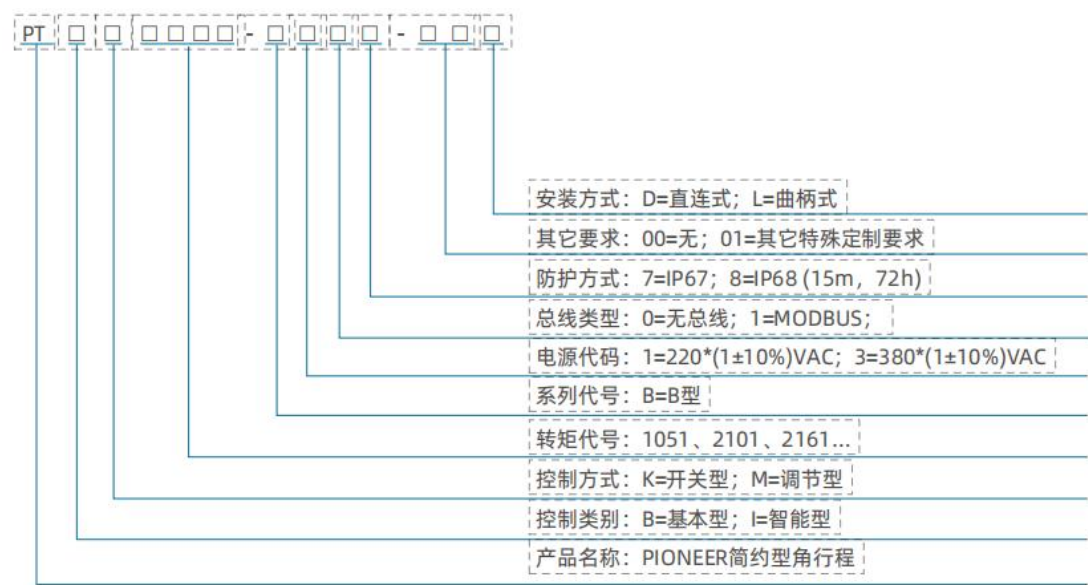 PT □ □ □□□□ - □ □ □ □ - □□ □
安装方式：D=直连式；L=曲柄式
其它要求：00=无；01=其它特殊定制要求
防护方式：7=IP67；8=IP68 (15m，72h)
总线类型：0=无总线；1=MODBUS；
电源代码：1=220*(1±10%)VAC；3=380*(1±10%)VAC
系列代号：B=B型
转矩代号：1051、2101、2161...
控制方式：K=开关型；M=调节型
控制类别：B=基本型；I=智能型
产品名称：PIONEER简约型角行程